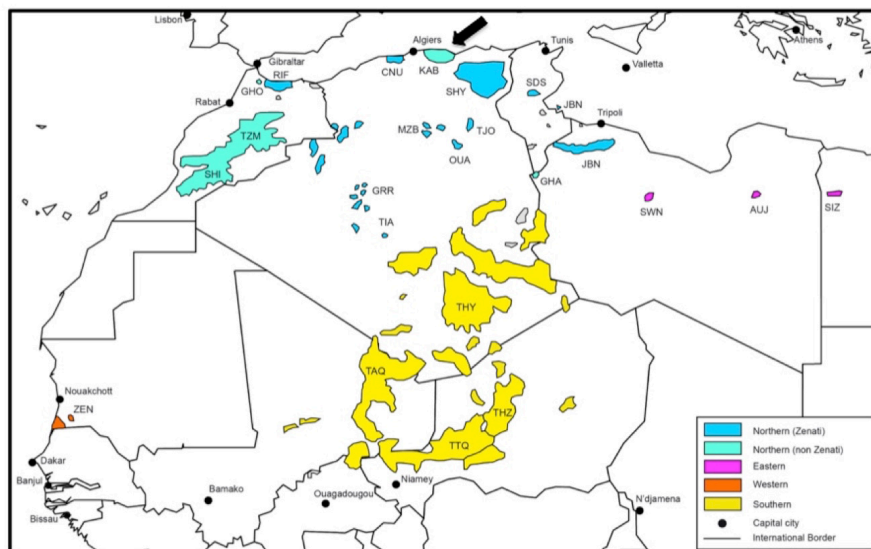 Lisbon
Algiers
Tunis
Athens
Gibraltar
CNU
KAB
Valletta
RIF
GHO
SHY
SDS
Rabat
JBN
Tripoli
TZM
MZB
TJO
OUA
JBN
SHI
GHA
GRR
SWN
AUJ
SIZ
TIA
THY
TAQ
Nouakchott
ZEN
THZ
TTQ
Northern (Zenati)
Northern (non Zenati)
Dakar
Eastern
Banjul
Niamey
Western
Bamako
Ouagadougou
N'djamena
Southern
Bissau
Capital city
International Border